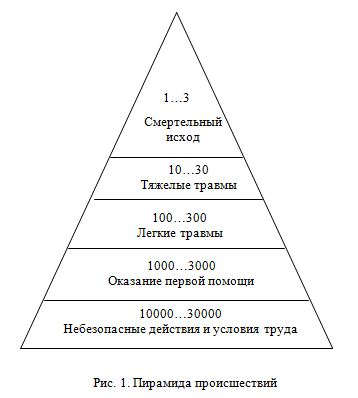 1…3
Смертельный
исход
10…30
Тяжелые травмы
100…300
Легкие травмы
1000…3000
Оказание первой помощи
10000…30000
Небезопасные действия и условия труда
Рис. 1. Пирамида происшествий